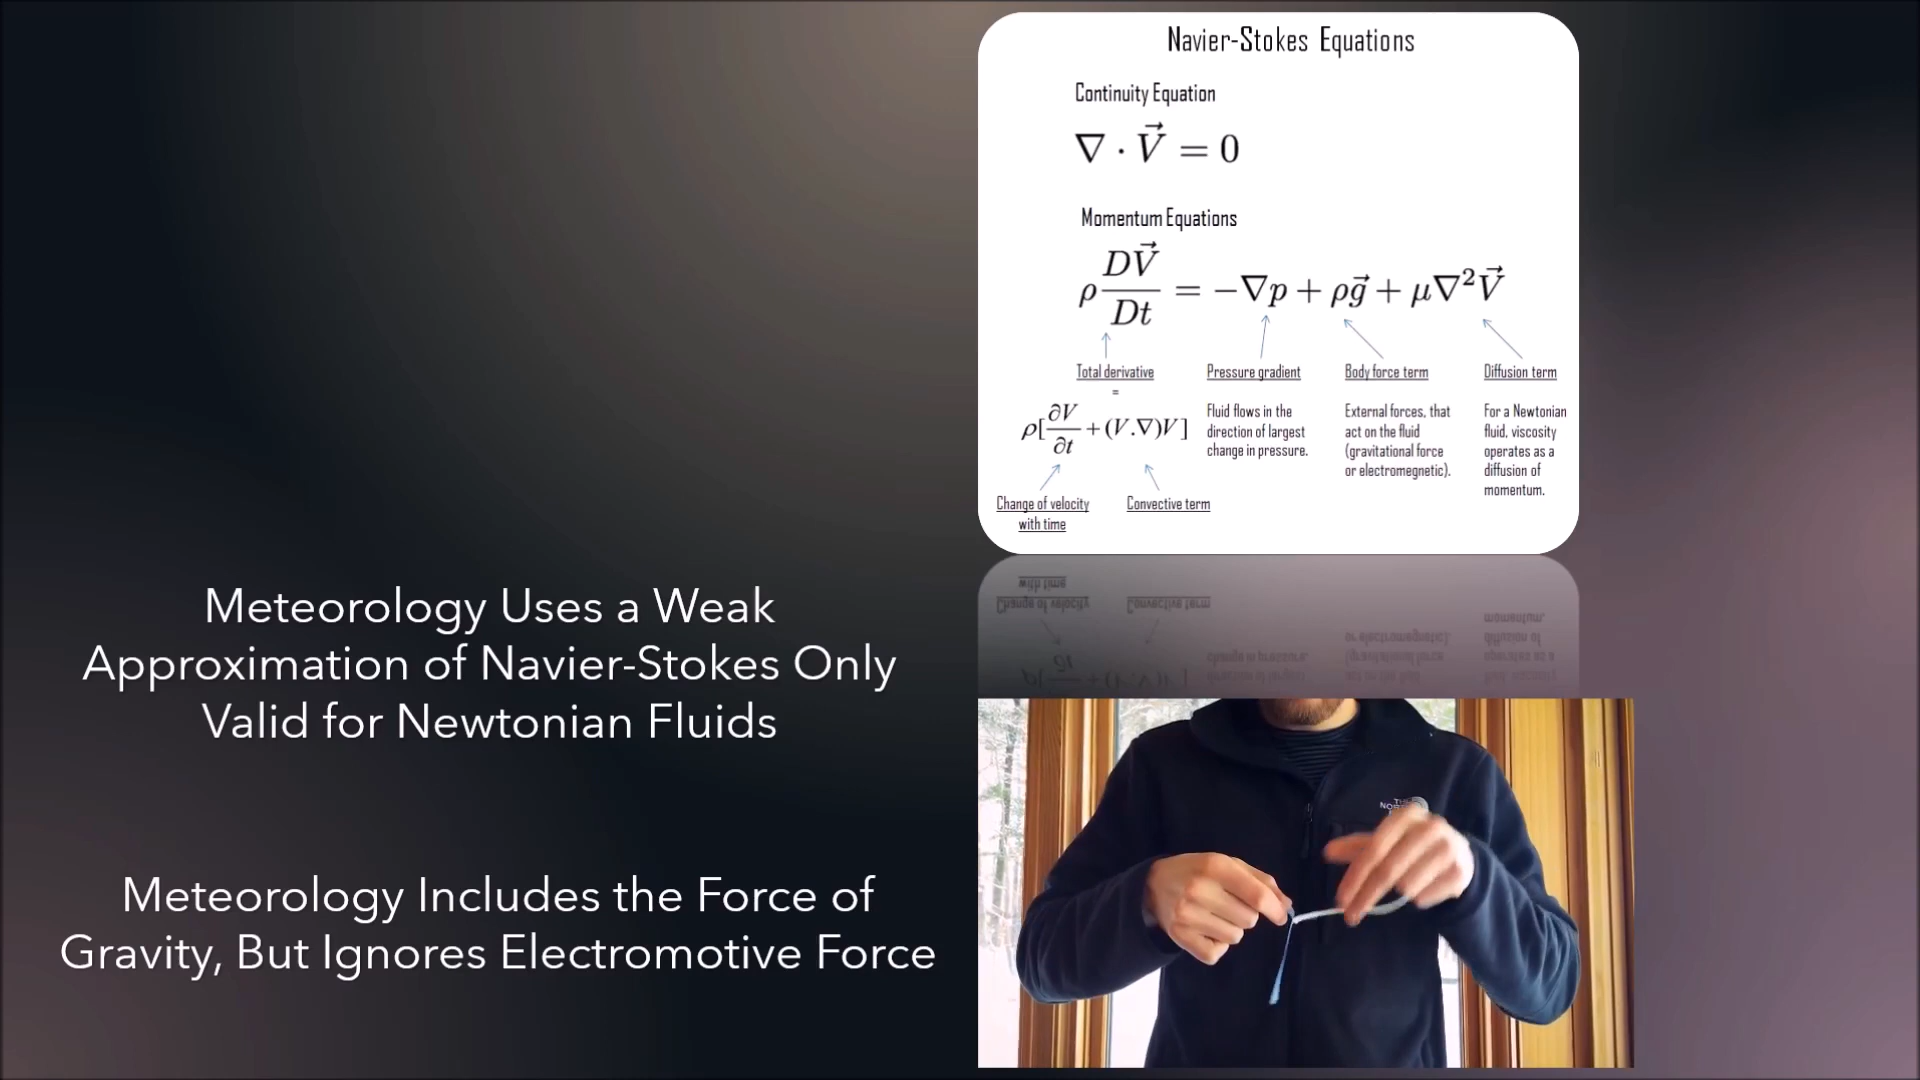 Navier-Stokes Equations
Continuity Equation
∇ · V⃗ = 0
Momentum Equations
ρ DV⃗/Dt = −∇p + ρg⃗ + μ∇²V⃗
Total derivative
=
ρ[∂V/∂t + (V.∇)V]
Change of velocity
with time
Convective term
Pressure gradient
Fluid flows in the
direction of largest
change in pressure.
Body force term
External forces, that
act on the fluid
(gravitational force
or electromegnetic).
Diffusion term
For a Newtonian
fluid, viscosity
operates as a
diffusion of
momentum.
Meteorology Uses a Weak
Approximation of Navier-Stokes Only
Valid for Newtonian Fluids
Meteorology Includes the Force of
Gravity, But Ignores Electromotive Force
THE